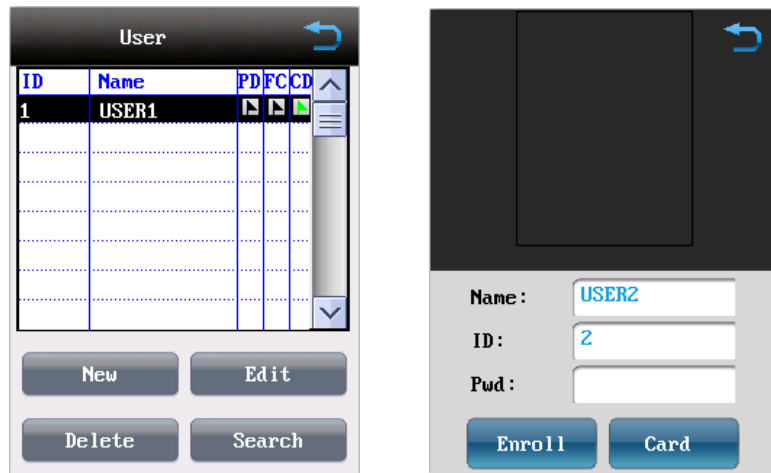 User
ID Name PD FC CD
1 USER1
New Edit
Delete Search
Name: USER2
ID: 2
Pwd:
Enroll Card